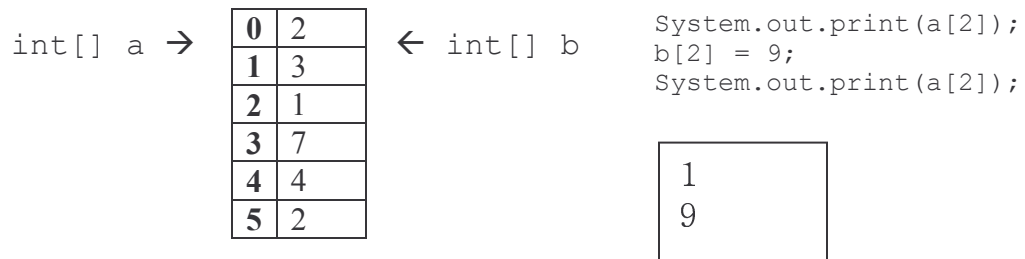 int[] a → 
0 2
1 3
2 1
3 7
4 4
5 2
← int[] b
System.out.print(a[2]);
b[2] = 9;
System.out.print(a[2]);
1
9